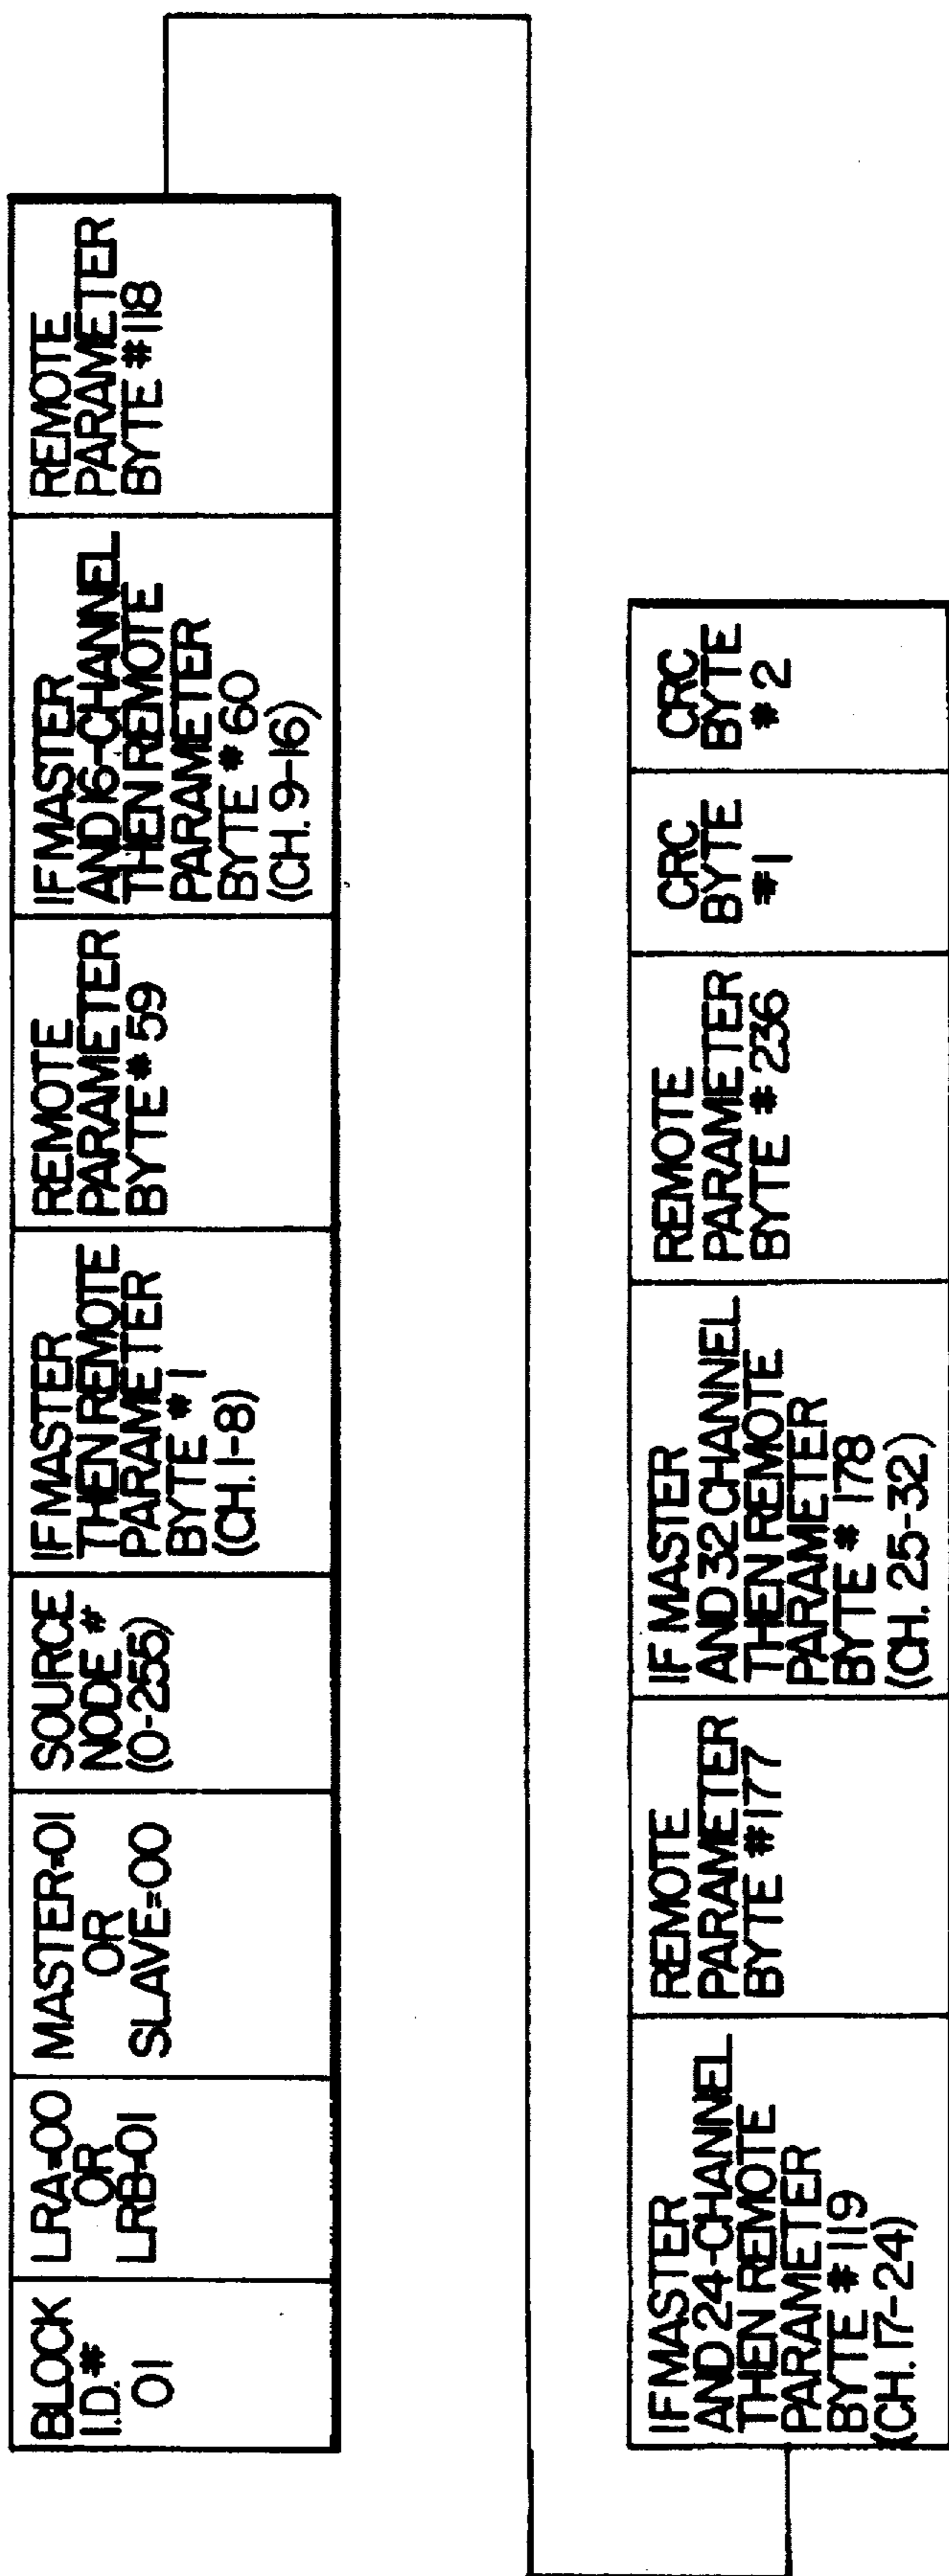 BLOCK
I.D.#
01
LRA=00
OR
LRB=01
MASTER=01
OR
SLAVE=00
SOURCE
NODE #
(0-255)
IF MASTER
THEN REMOTE
PARAMETER
BYTE #1
(CH. 1-8)
REMOTE
PARAMETER
BYTE #59
IF MASTER
AND 16-CHANNEL
THEN REMOTE
PARAMETER
BYTE #60
(CH. 9-16)
REMOTE
PARAMETER
BYTE #118
IF MASTER
AND 24-CHANNEL
THEN REMOTE
PARAMETER
BYTE #119
(CH. 17-24)
REMOTE
PARAMETER
BYTE #177
IF MASTER
AND 32 CHANNEL
THEN REMOTE
PARAMETER
BYTE #178
(CH. 25-32)
REMOTE
PARAMETER
BYTE #236
CRC
BYTE
#1
CRC
BYTE
#2